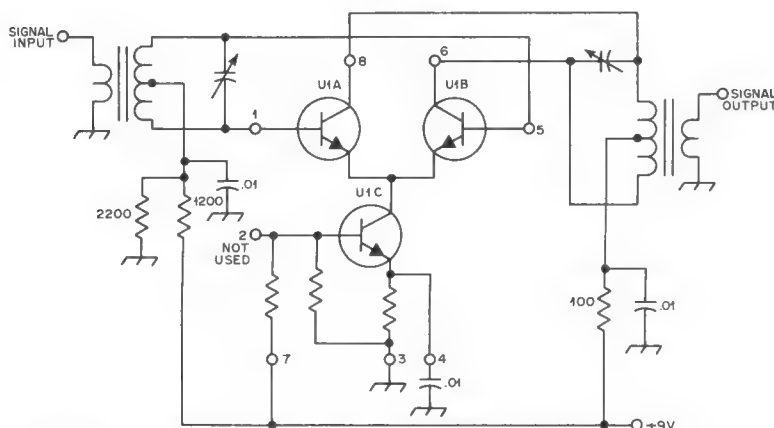 SIGNAL
INPUT
8
6
U1A
U1B
SIGNAL
OUTPUT
1
5
.01
2200
1200
U1C
2
NOT
USED
100
.01
7
3
4
.01
+9V